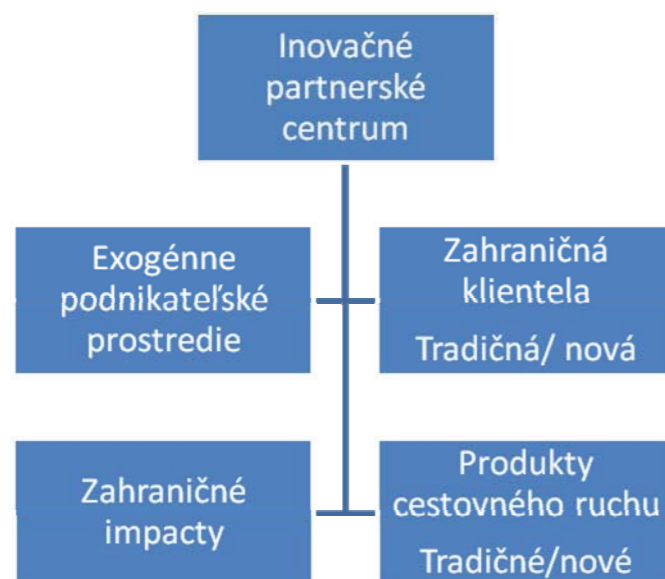 Inovačné
partnerské
centrum
Exogénne
podnikateľské
prostredie
Zahraničná
klientela
Tradičná/ nová
Zahraničné
impacty
Produkty
cestovného ruchu
Tradičné/nové